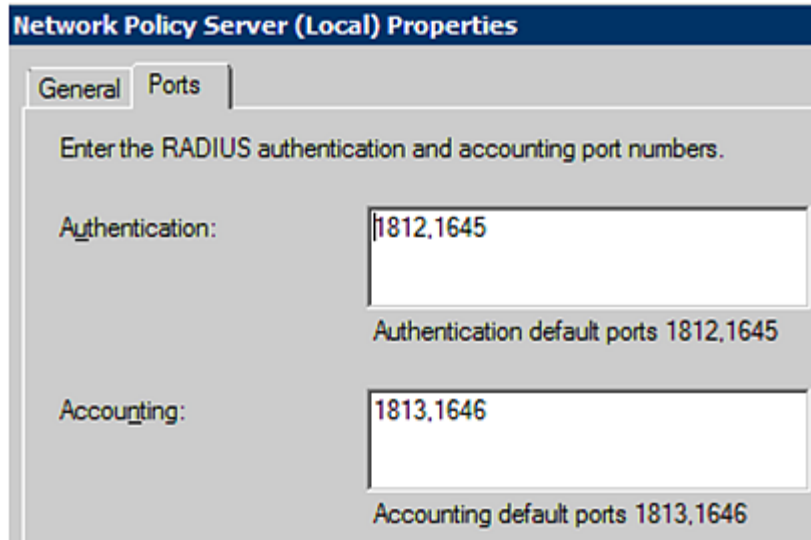 Network Policy Server (Local) Properties
General Ports
Enter the RADIUS authentication and accounting port numbers.
Authentication: 1812,1645
Authentication default ports 1812,1645
Accounting: 1813,1646
Accounting default ports 1813,1646